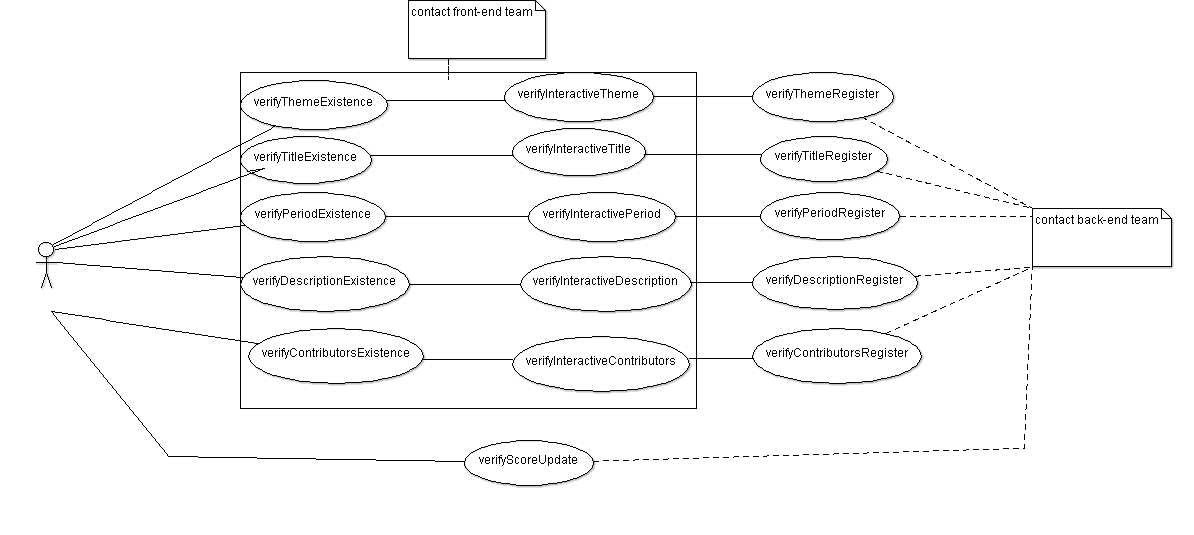 contact front-end team
verifyThemeExistence
verifyInteractiveTheme
verifyThemeRegister
verifyTitleExistence
verifyInteractiveTitle
verifyTitleRegister
verifyPeriodExistence
verifyInteractivePeriod
verifyPeriodRegister
contact back-end team
verifyDescriptionExistence
verifyInteractiveDescription
verifyDescriptionRegister
verifyContributorsExistence
verifyInteractiveContributors
verifyContributorsRegister
verifyScoreUpdate